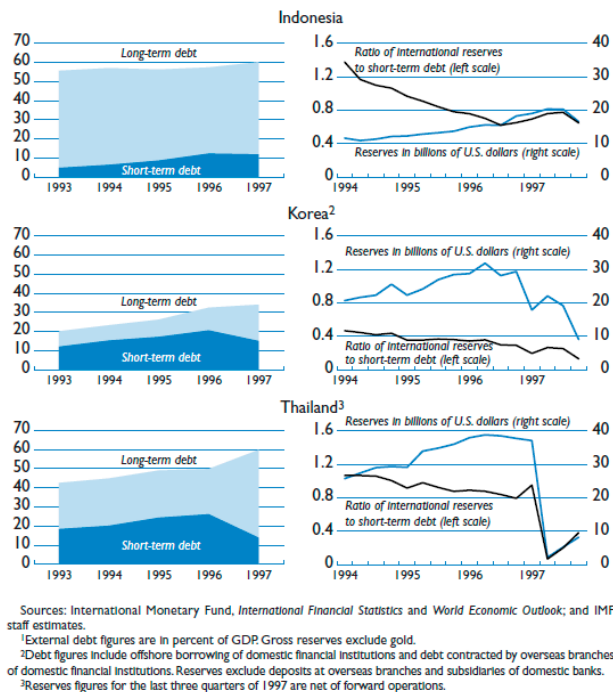 Indonesia
70
60
50
40
30
20
10
0
Long-term debt
Short-term debt
1993 1994 1995 1996 1997
1.6
1.2
0.8
0.4
Ratio of international reserves
to short-term debt (left scale)
Reserves in billions of U.S. dollars (right scale)
40
30
20
10
0
1994 1995 1996 1997
Korea2
70
60
50
40
30
20
10
0
Long-term debt
Short-term debt
1993 1994 1995 1996 1997
1.6
1.2
0.8
0.4
0
Reserves in billions of U.S. dollars (right scale)
Ratio of international reserves
to short-term debt (left scale)
40
30
20
10
0
1994 1995 1996 1997
Thailand3
70
60
50
40
30
20
10
0
Long-term debt
Short-term debt
1993 1994 1995 1996 1997
1.6
1.2
0.8
0.4
0
Reserves in billions of U.S. dollars (right scale)
Ratio of international reserves
to short-term debt (left scale)
40
30
20
10
0
1994 1995 1996 1997
Sources: International Monetary Fund, International Financial Statistics and World Economic Outlook; and IMF
staff estimates.
1External debt figures are in percent of GDP. Gross reserves exclude gold.
2Debt figures include offshore borrowing of domestic financial institutions and debt contracted by overseas branches
of domestic financial institutions. Reserves exclude deposits at overseas branches and subsidiaries of domestic banks.
3Reserves figures for the last three quarters of 1997 are net of forward operations.